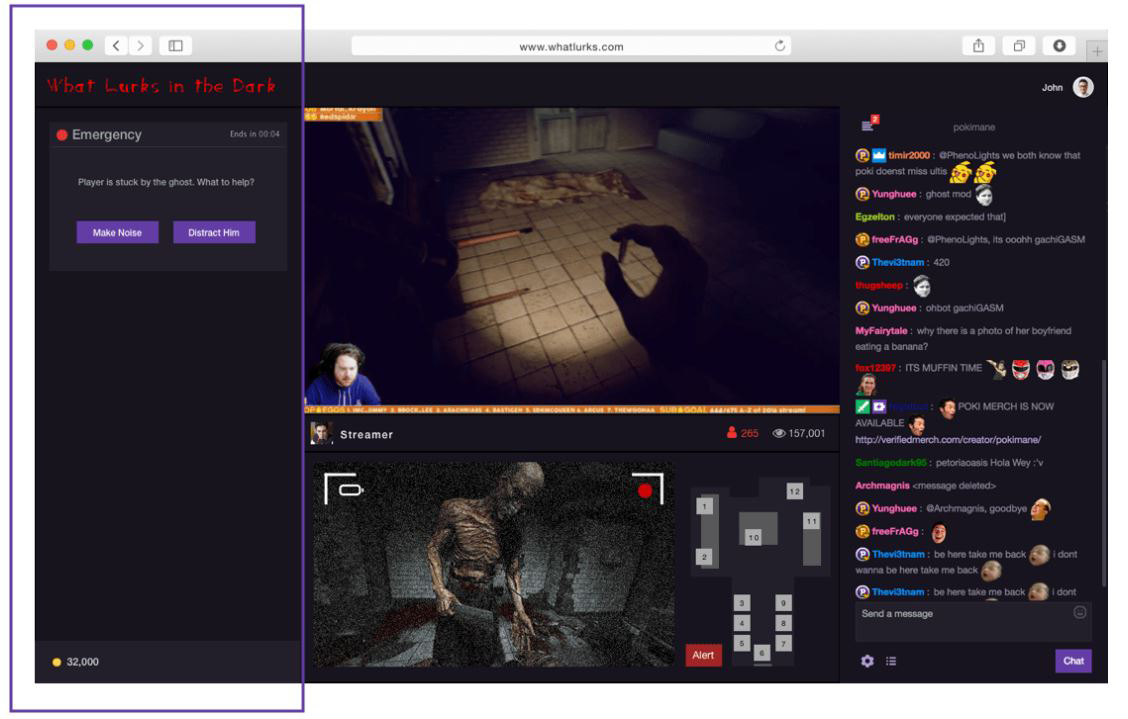 www.whatlurks.com
What Lurks in the Dark
John
Emergency
Ends in 00:04
Player is stuck by the ghost. What to help?
Make Noise
Distract Him
32,000
Streamer
265
157,001
1
2
12
11
10
3
4
5
6
7
8
9
Alert
2
pokimane
timir2000 : @PhenoLights we both know that
poki doenst miss ultis
Yunghuee : ghost mod
Egzelton : everyone expected that]
freeFrAGg : @PhenoLights, its ooohh gachiGASM
Thevi3tnam : 420
thugsheep :
Yunghuee : ohbot gachiGASM
MyFairytale : why there is a photo of her boyfriend
eating a banana?
fox12397 : ITS MUFFIN TIME
POKI MERCH IS NOW
AVAILABLE
http://verifiedmerch.com/creator/pokimane/
Santiagodark95 : petoriaoasis Hola Wey :'v
Archmagnis <message deleted>
Yunghuee : @Archmagnis, goodbye
freeFrAGg :
Thevi3tnam : be here take me back i dont
wanna be here take me back
Thevi3tnam : be here take me back i dont
Send a message
Chat